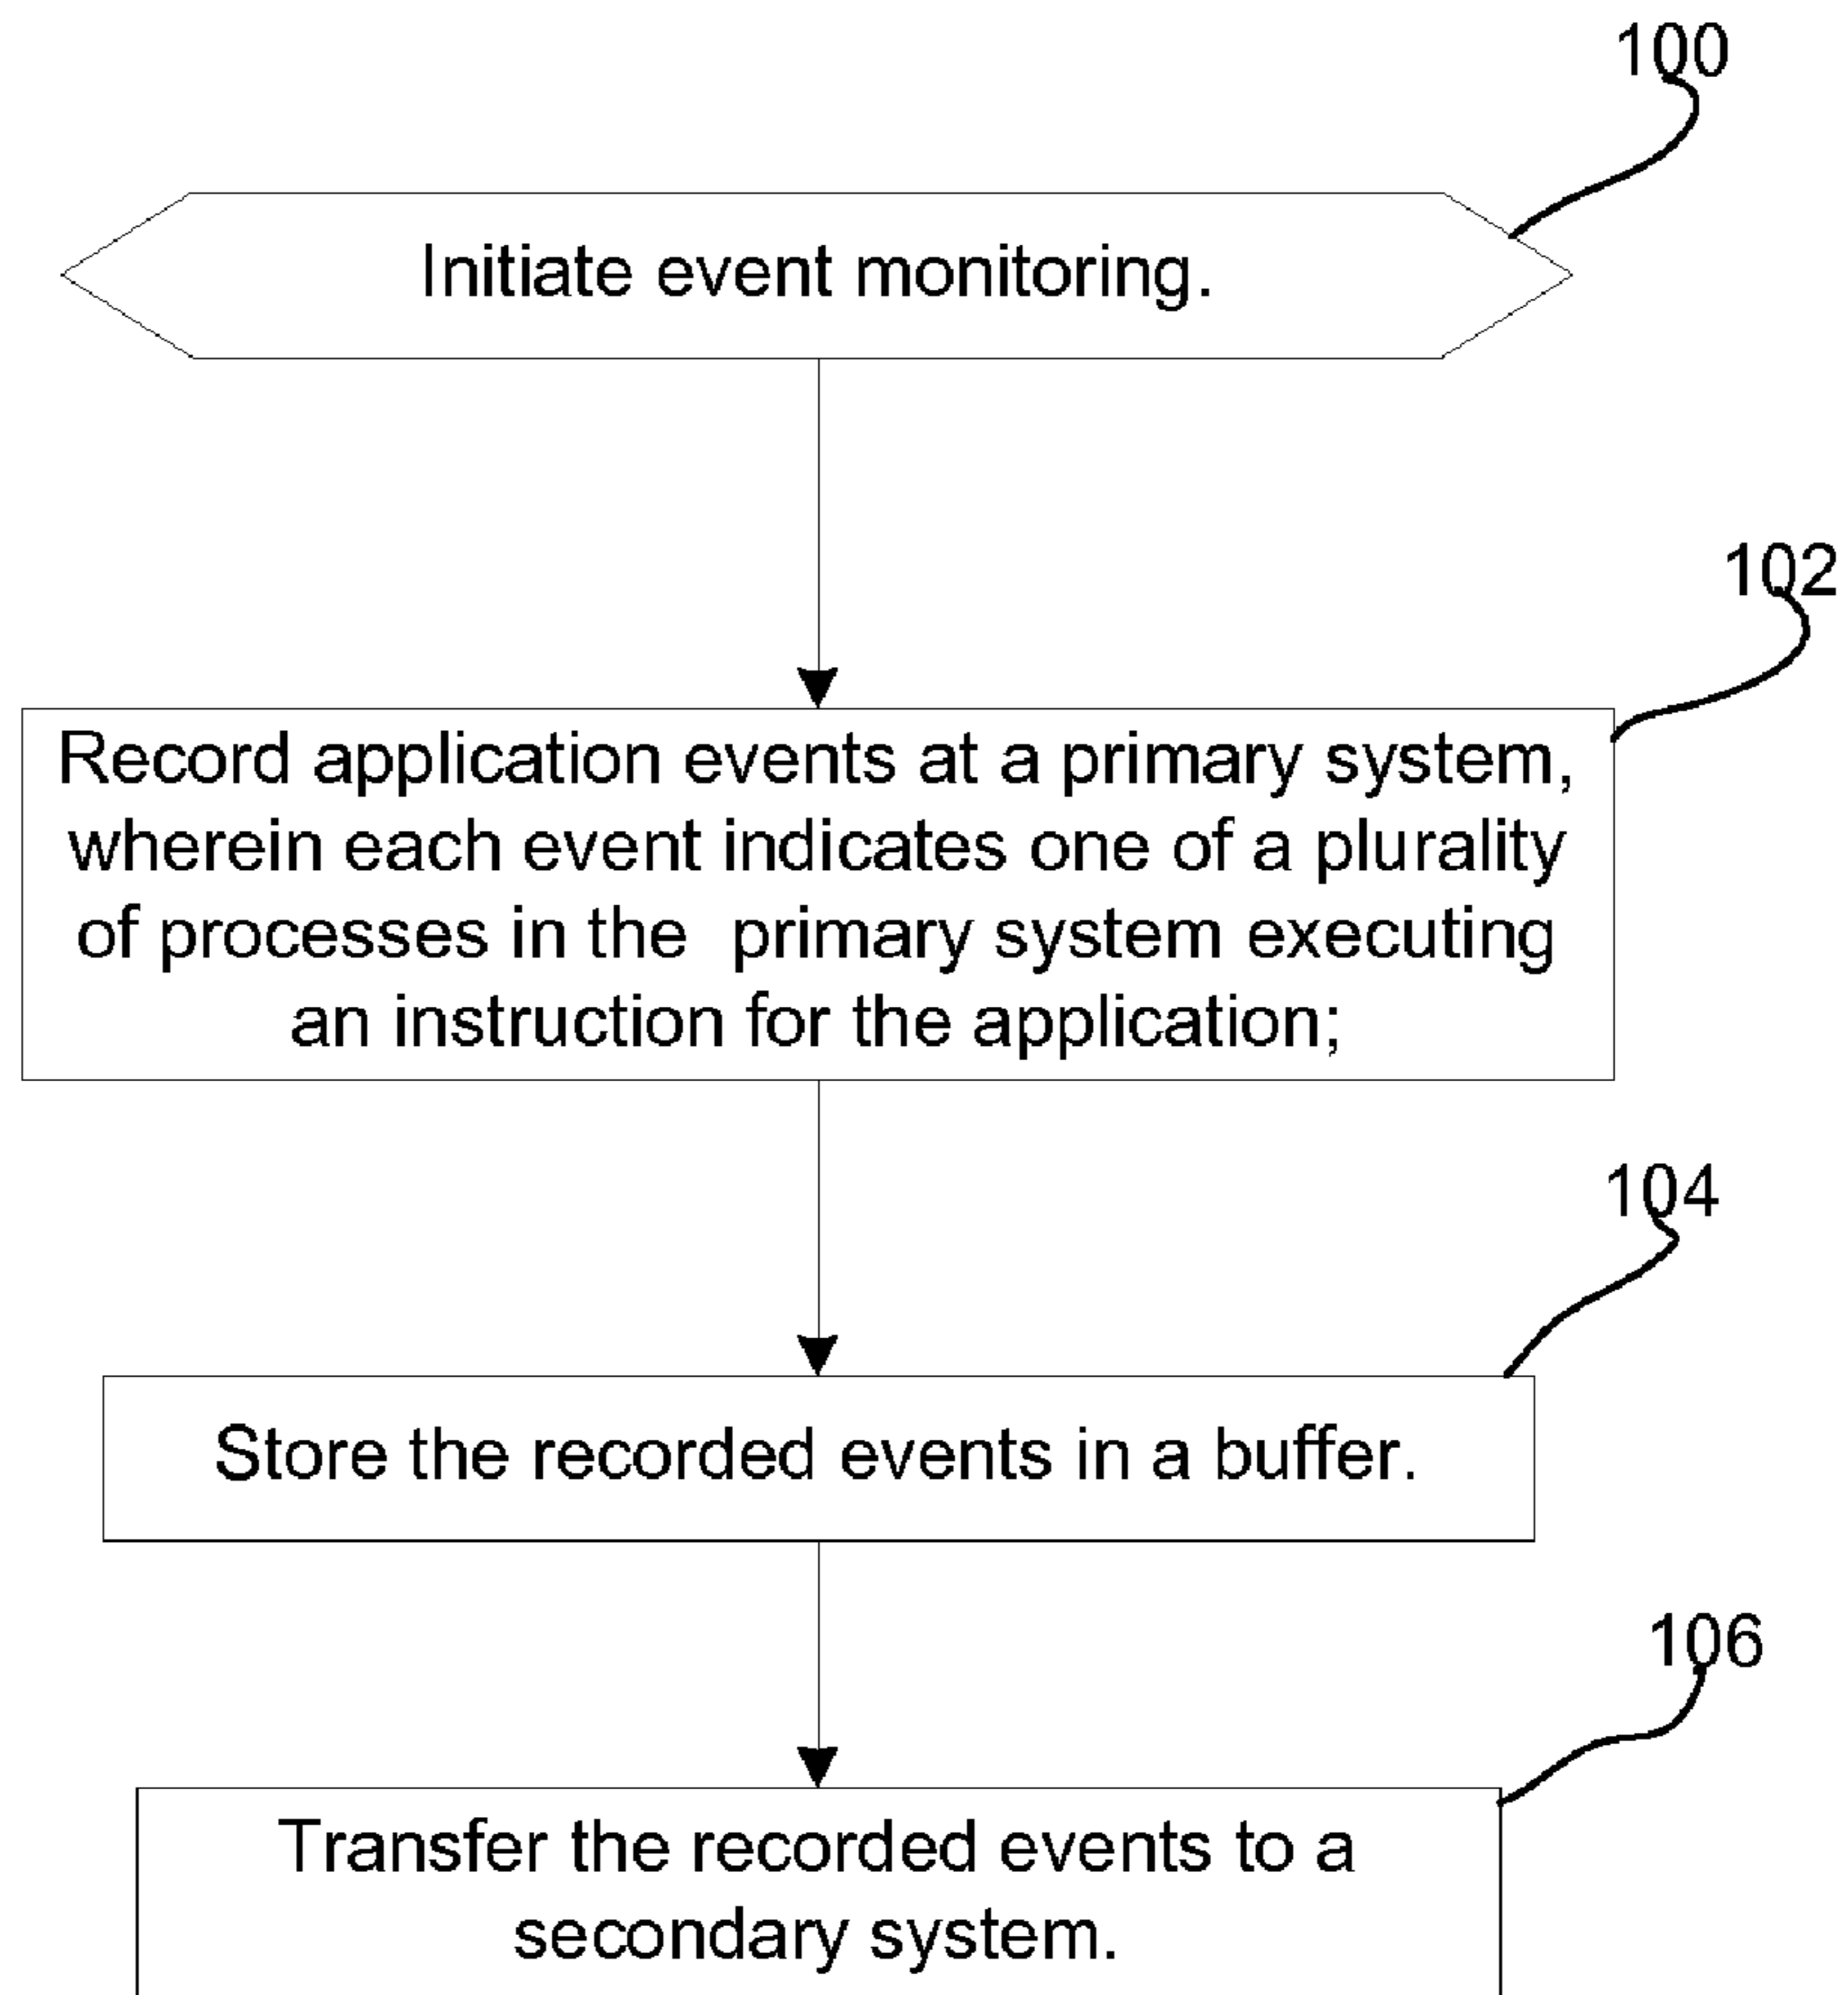 100
Initiate event monitoring.
102
Record application events at a primary system,
wherein each event indicates one of a plurality
of processes in the primary system executing
an instruction for the application;
104
Store the recorded events in a buffer.
106
Transfer the recorded events to a
secondary system.